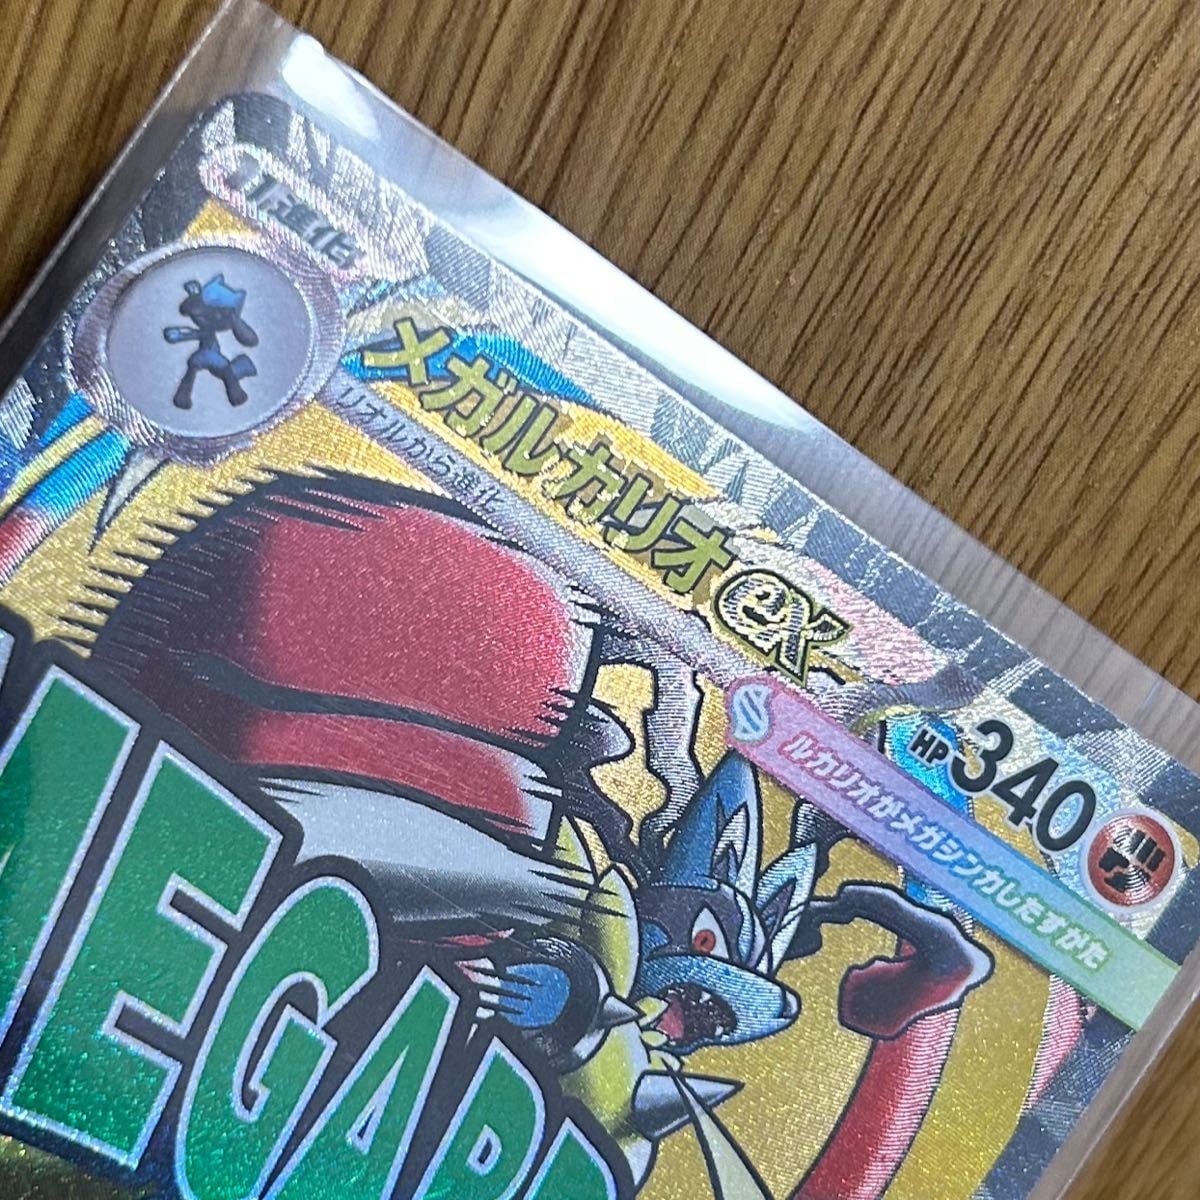 1進化
メガルカリオex
リオルから進化
HP340
ルカリオがメガシンカしたすがた
MEGABR